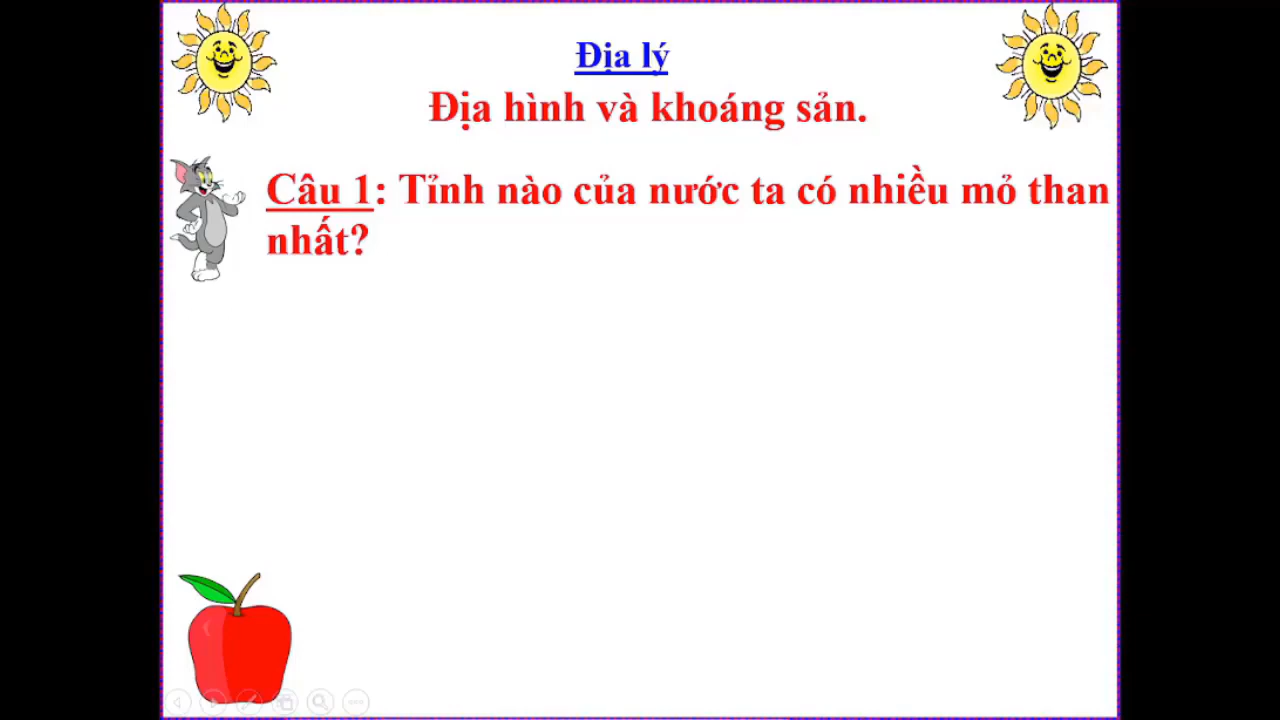 Địa lý
Địa hình và khoáng sản.
Câu 1: Tỉnh nào của nước ta có nhiều mỏ than
nhất?